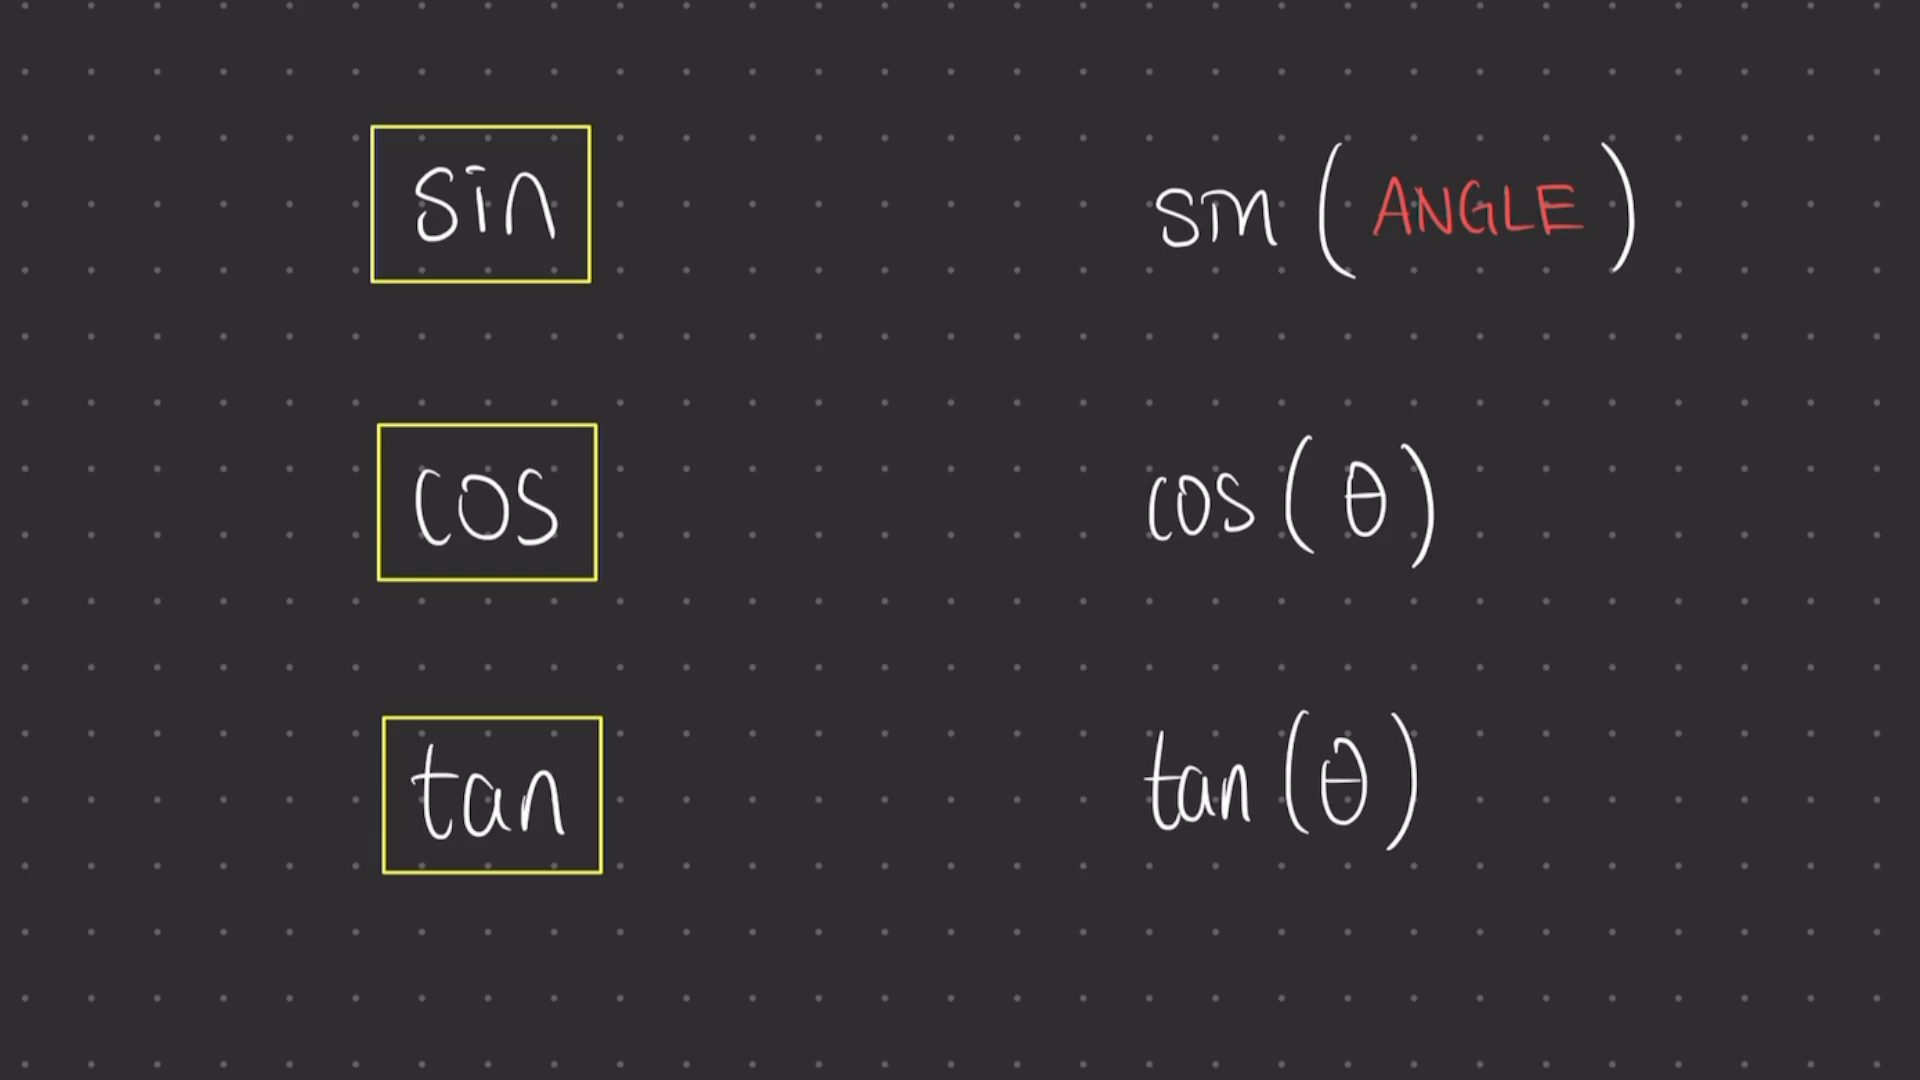 sin sin (ANGLE)
cos cos (θ)
tan tan (θ)